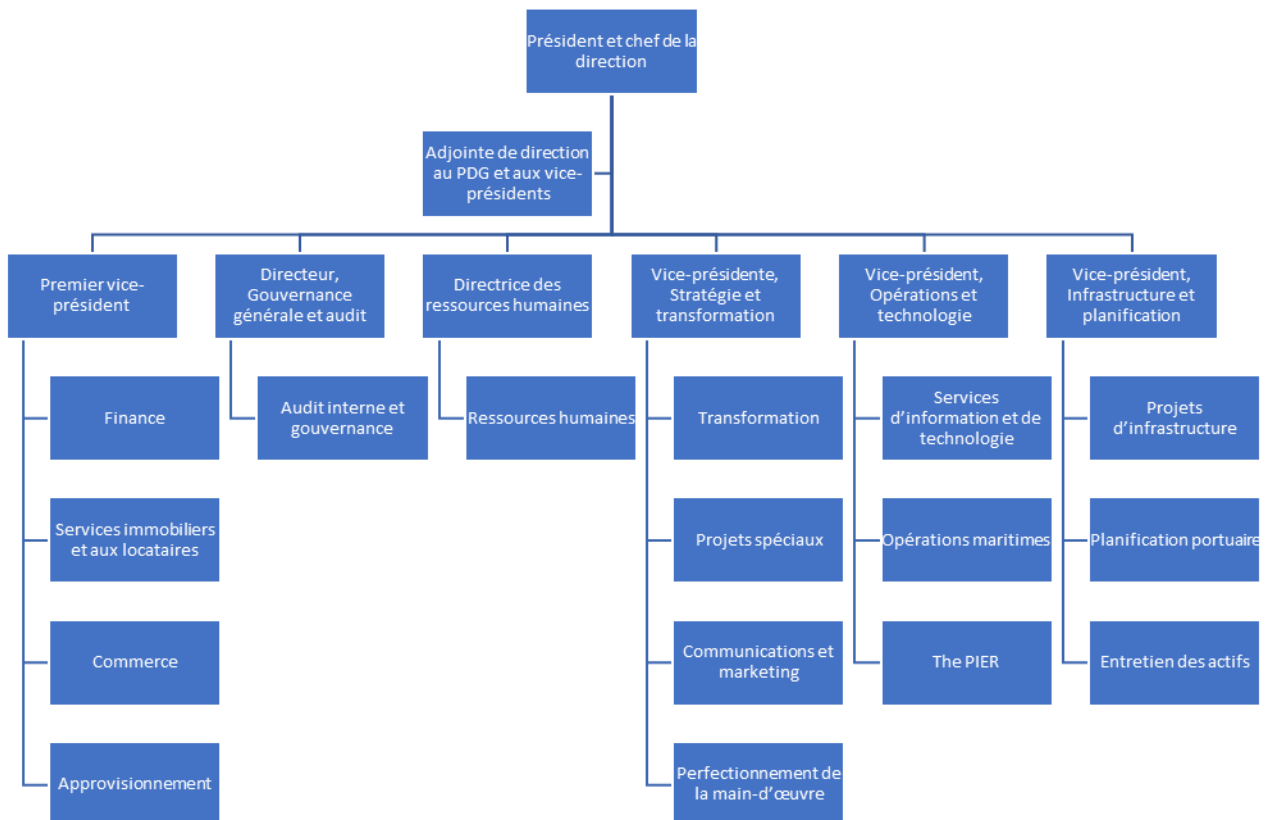 Président et chef de la
direction
Adjointe de direction
au PDG et aux vice-
présidents
Premier vice-
président
Directeur,
Gouvernance
générale et audit
Directrice des
ressources humaines
Vice-présidente,
Stratégie et
transformation
Vice-président,
Opérations et
technologie
Vice-président,
Infrastructure et
planification
Finance
Audit interne et
gouvernance
Ressources humaines
Transformation
Services
d’information et de
technologie
Projets
d’infrastructure
Services immobiliers
et aux locataires
Projets spéciaux
Opérations maritimes
Planification portuaire
Commerce
Communications et
marketing
The PIER
Entretien des actifs
Approvisionnement
Perfectionnement de
la main-d’œuvre